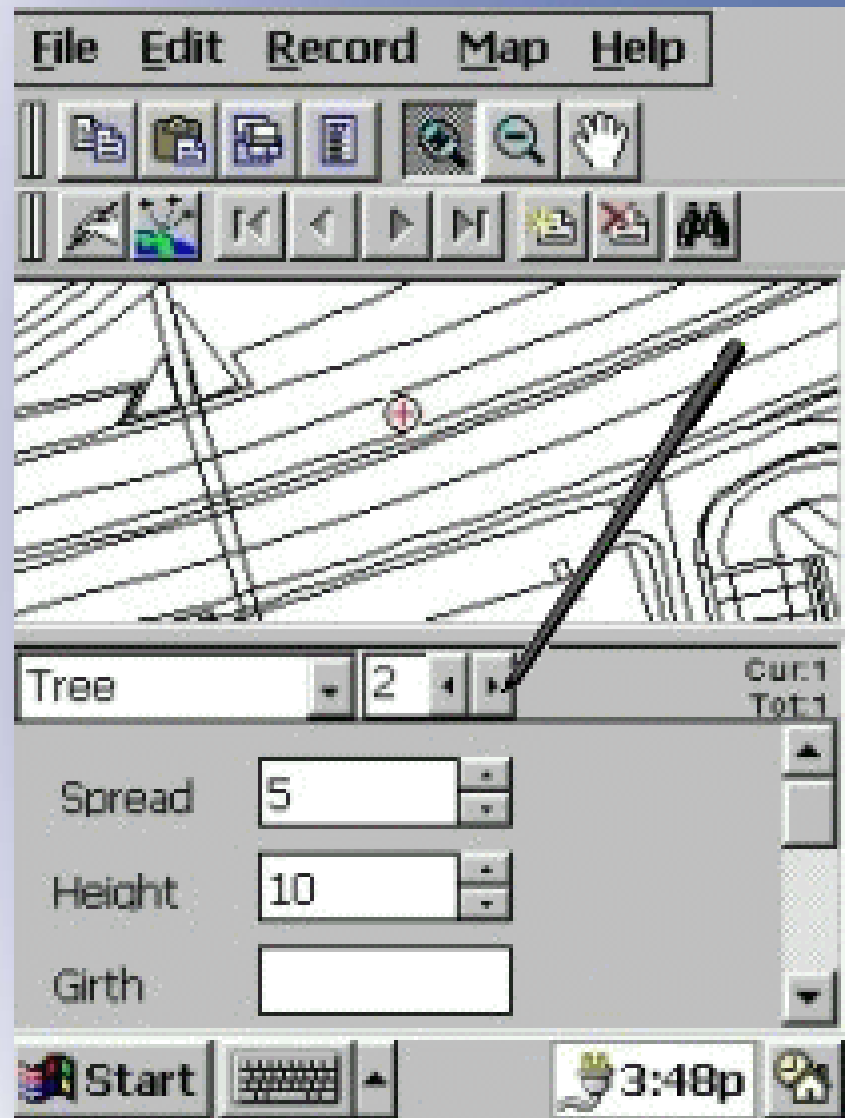 File Edit Record Map Help
Tree 2 Cur:1
Tot:1
Spread 5
Height 10
Girth
Start 3:48p